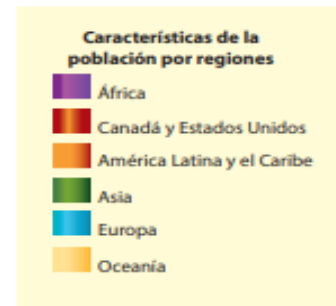 Características de la
población por regiones
África
Canadá y Estados Unidos
América Latina y el Caribe
Asia
Europa
Oceanía